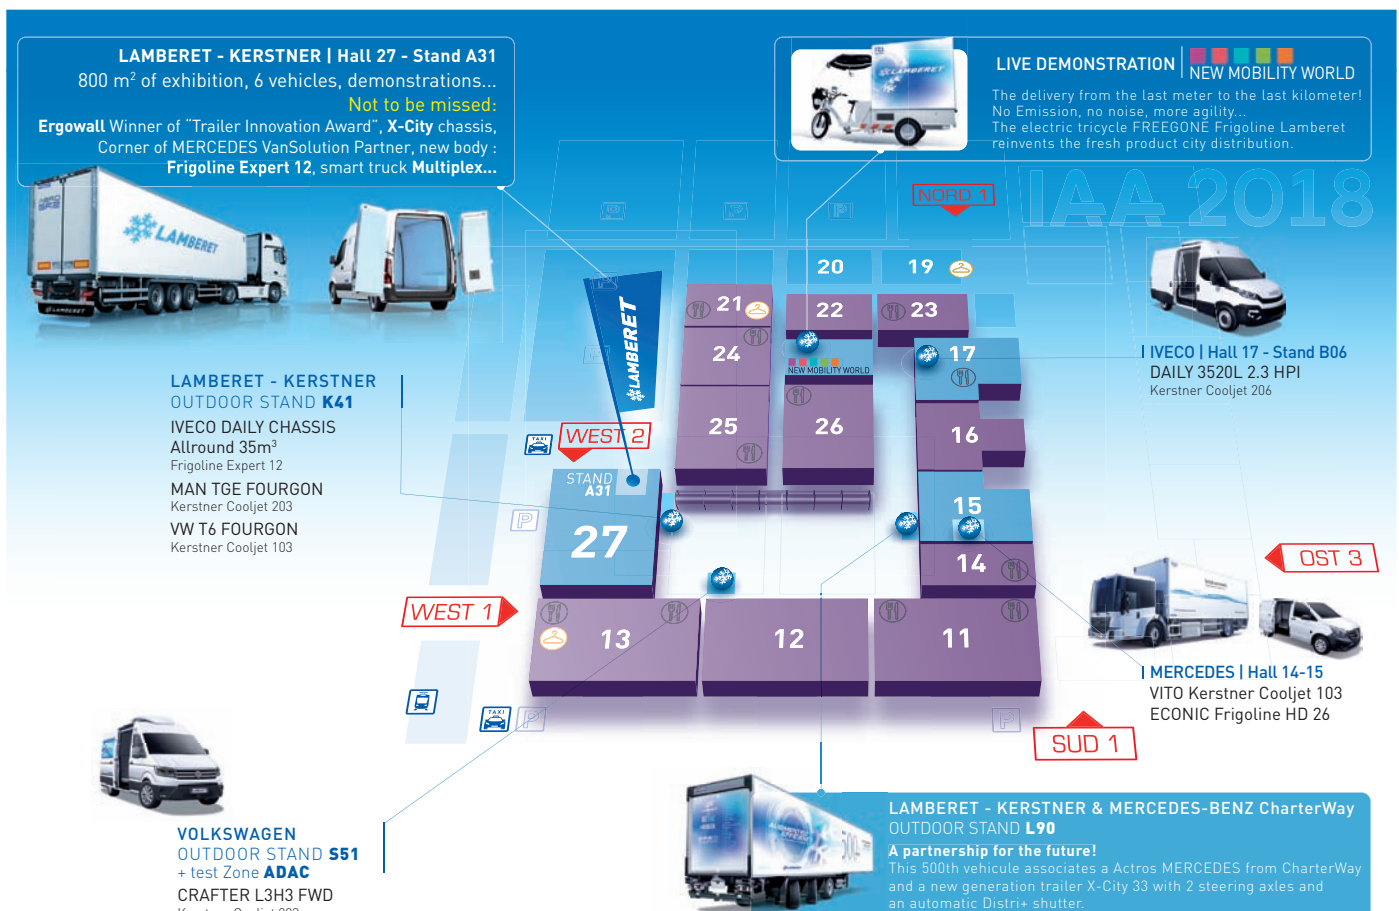 LAMBERET - KERSTNER | Hall 27 - Stand A31
800 m² of exhibition, 6 vehicles, demonstrations...
Not to be missed:
Ergowall Winner of “Trailer Innovation Award”, X-City chassis,
Corner of MERCEDES VanSolution Partner, new body :
Frigoline Expert 12, smart truck Multiplex...
LIVE DEMONSTRATION | NEW MOBILITY WORLD
The delivery from the last meter to the last kilometer!
No Emission, no noise, more agility...
The electric tricycle FREEGONE Frigoline Lamberet
reinvents the fresh product city distribution.
LAMBERET
IAA 2018
NORD 1
LAMBERET
LAMBERET
P
P
P
P
P
20
19
21
22
23
LAMBERET
24
NEW MOBILITY WORLD
17
IVECO | Hall 17 - Stand B06
DAILY 3520L 2.3 HPI
Kerstner Cooljet 206
LAMBERET - KERSTNER
OUTDOOR STAND K41
IVECO DAILY CHASSIS
Allround 35m³
Frigoline Expert 12
MAN TGE FOURGON
Kerstner Cooljet 203
VW T6 FOURGON
Kerstner Cooljet 103
TAXI
WEST 2
25
26
16
STAND
A31
27
P
15
14
OST 3
WEST 1
13
12
11
MERCEDES | Hall 14-15
VITO Kerstner Cooljet 103
ECONIC Frigoline HD 26
TAXI
P
P
SUD 1
VOLKSWAGEN
OUTDOOR STAND S51
+ test Zone ADAC
CRAFTER L3H3 FWD
LAMBERET - KERSTNER & MERCEDES-BENZ CharterWay
OUTDOOR STAND L90
A partnership for the future!
This 500th vehicule associates a Actros MERCEDES from CharterWay
and a new generation trailer X-City 33 with 2 steering axles and
an automatic Distri+ shutter.